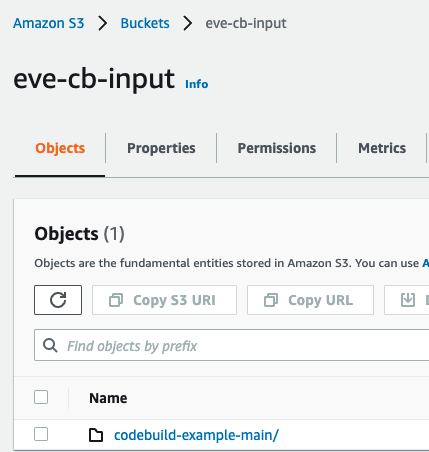 Amazon S3 > Buckets > eve-cb-input
eve-cb-input Info
Objects Properties Permissions Metrics
Objects (1)
Objects are the fundamental entities stored in Amazon S3. You can use
Copy S3 URI Copy URL
Find objects by prefix
Name
codebuild-example-main/